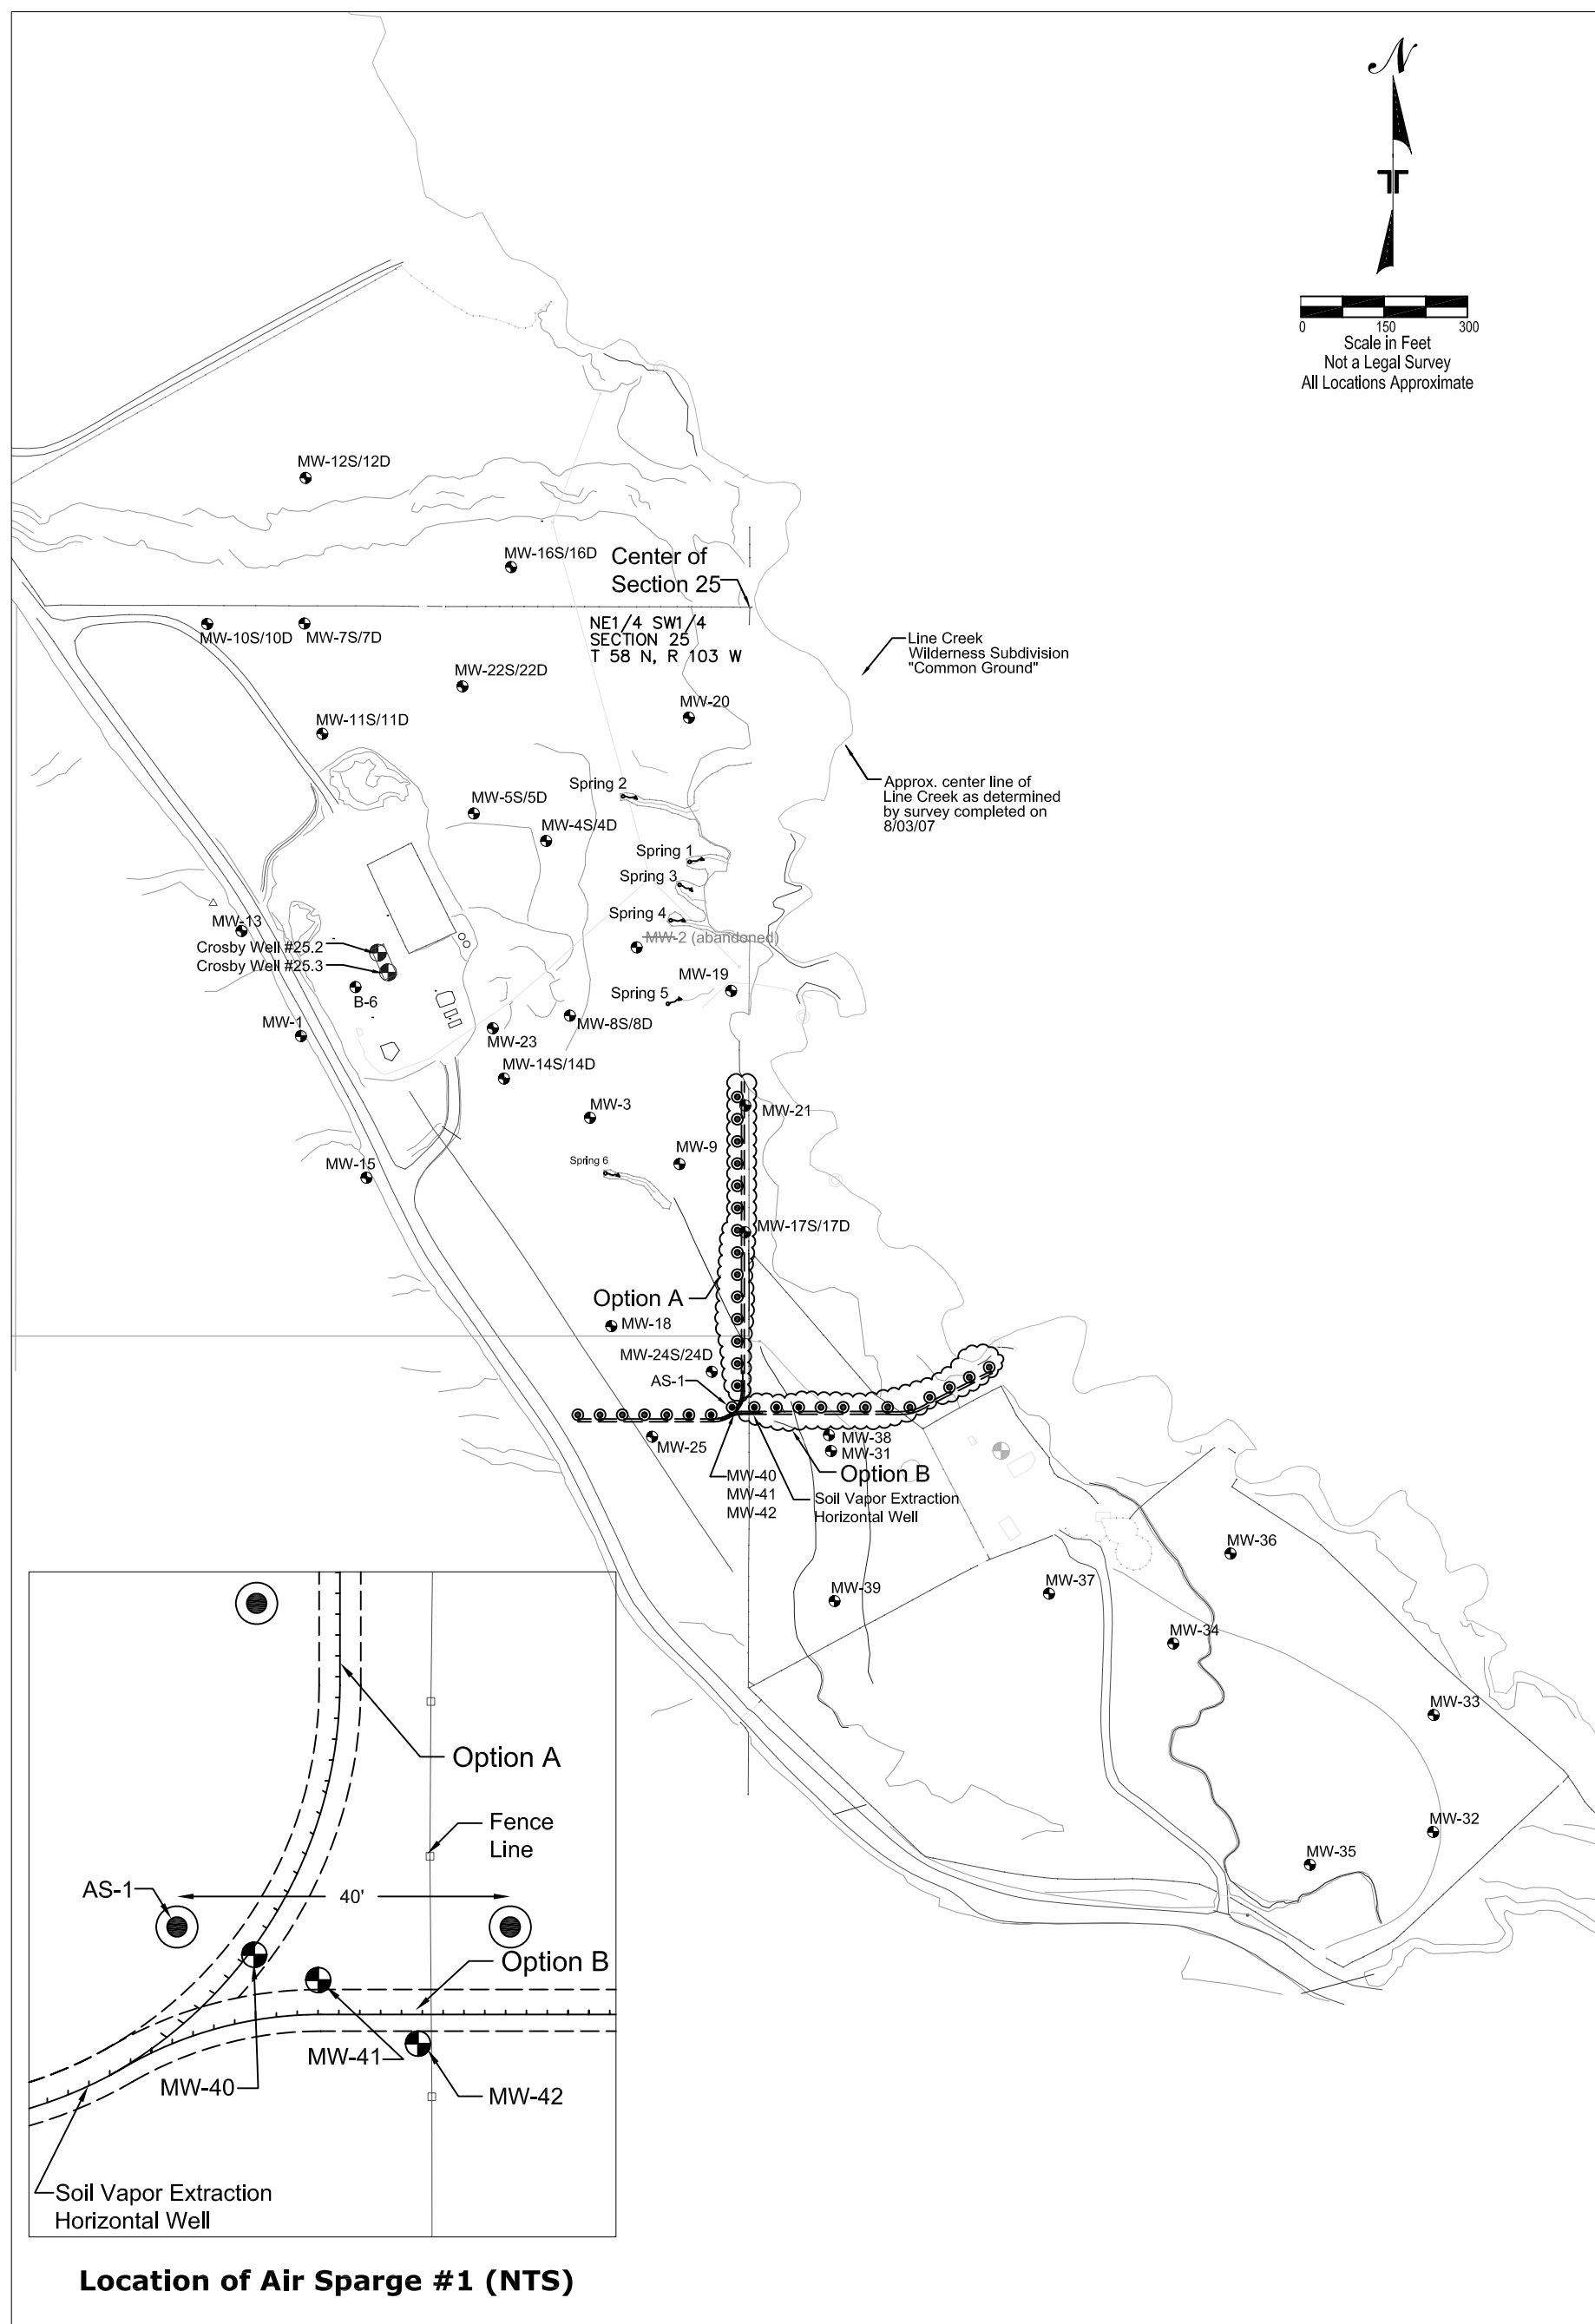 N
0 150 300
Scale in Feet
Not a Legal Survey
All Locations Approximate
MW-12S/12D
MW-16S/16D
Center of
Section 25
NE1/4 SW1/4
SECTION 25
T 58 N, R 103 W
MW-10S/10D
MW-7S/7D
Line Creek
Wilderness Subdivision
"Common Ground"
MW-22S/22D
MW-20
MW-11S/11D
Approx. center line of
Line Creek as determined
by survey completed on
8/03/07
Spring 2
MW-5S/5D
MW-4S/4D
Spring 1
Spring 3
Spring 4
MW-13
MW-2 (abandoned)
Crosby Well #25.2
Crosby Well #25.3
MW-19
Spring 5
B-6
MW-1
MW-8S/8D
MW-23
MW-14S/14D
MW-3
MW-21
MW-9
MW-15
Spring 6
MW-17S/17D
Option A
MW-18
MW-24S/24D
AS-1
MW-25
MW-38
MW-31
Option B
MW-40
MW-41
MW-42
Soil Vapor Extraction
Horizontal Well
MW-36
MW-39
MW-37
MW-34
MW-33
MW-32
MW-35
Option A
Fence
Line
AS-1
40'
Option B
MW-41
MW-40
MW-42
Soil Vapor Extraction
Horizontal Well
Location of Air Sparge #1 (NTS)